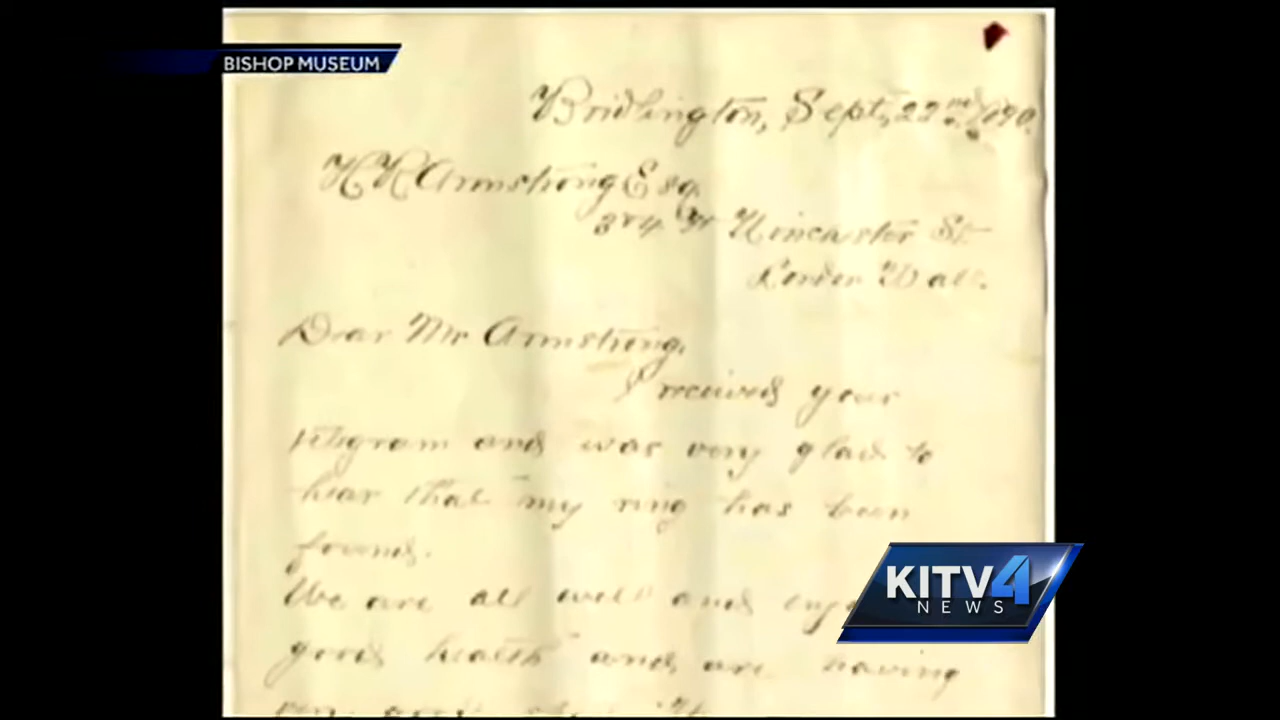 BISHOP MUSEUM
Bridlington, Sept, 22nd 1890.
Armstrong Esq
St.
Dear Mr Armstrong,
I received your
telegram and was very glad to
hear that my ring has been
found.
We are all well and
good health and are having
KITV4
NEWS